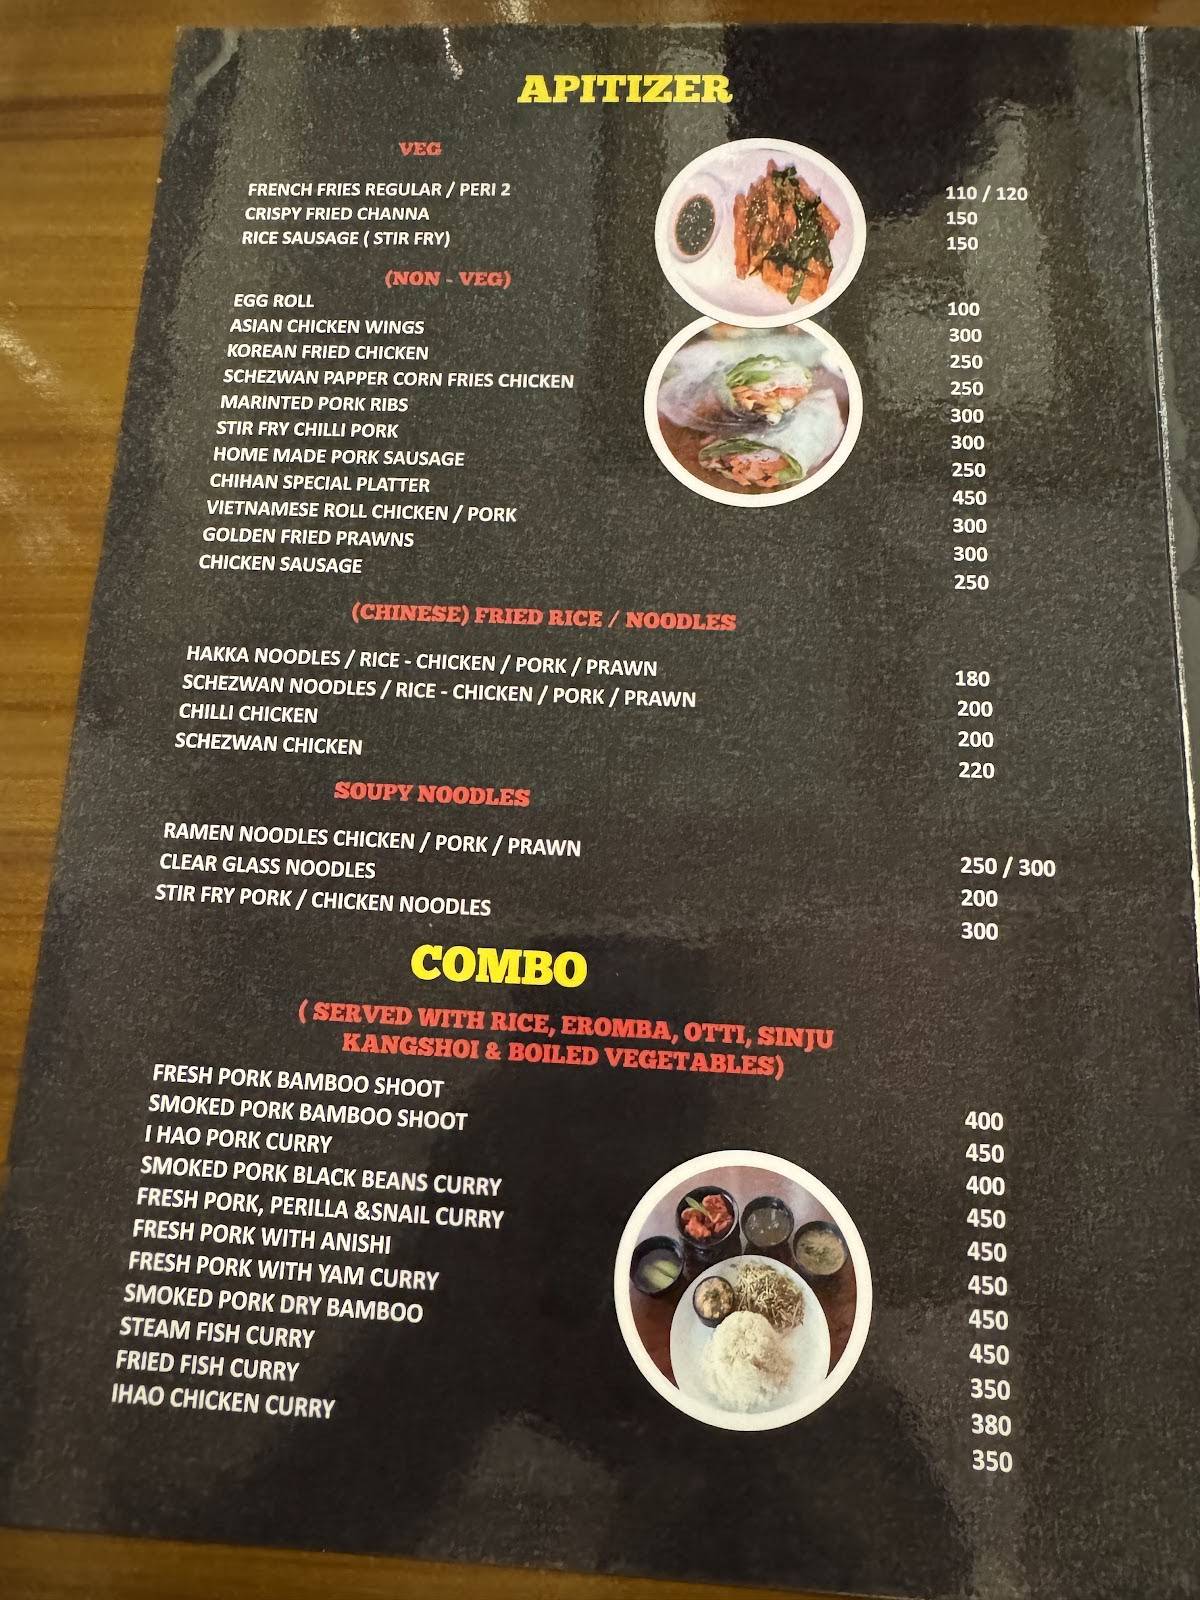 APITIZER
VEG
FRENCH FRIES REGULAR / PERI 2 110 / 120
CRISPY FRIED CHANNA 150
RICE SAUSAGE ( STIR FRY) 150
(NON - VEG)
EGG ROLL 100
ASIAN CHICKEN WINGS 300
KOREAN FRIED CHICKEN 250
SCHEZWAN PAPPER CORN FRIES CHICKEN 250
MARINTED PORK RIBS 300
STIR FRY CHILLI PORK 300
HOME MADE PORK SAUSAGE 250
CHIHAN SPECIAL PLATTER 450
VIETNAMESE ROLL CHICKEN / PORK 300
GOLDEN FRIED PRAWNS 300
CHICKEN SAUSAGE 250
(CHINESE) FRIED RICE / NOODLES
HAKKA NOODLES / RICE - CHICKEN / PORK / PRAWN 180
SCHEZWAN NOODLES / RICE - CHICKEN / PORK / PRAWN 200
CHILLI CHICKEN 200
SCHEZWAN CHICKEN 220
SOUPY NOODLES
RAMEN NOODLES CHICKEN / PORK / PRAWN 250 / 300
CLEAR GLASS NOODLES 200
STIR FRY PORK / CHICKEN NOODLES 300
COMBO
( SERVED WITH RICE, EROMBA, OTTI, SINJU
KANGSHOI & BOILED VEGETABLES)
FRESH PORK BAMBOO SHOOT 400
SMOKED PORK BAMBOO SHOOT 450
I HAO PORK CURRY 400
SMOKED PORK BLACK BEANS CURRY 450
FRESH PORK, PERILLA &SNAIL CURRY 450
FRESH PORK WITH ANISHI 450
FRESH PORK WITH YAM CURRY 450
SMOKED PORK DRY BAMBOO 450
STEAM FISH CURRY 350
FRIED FISH CURRY 380
IHAO CHICKEN CURRY 350